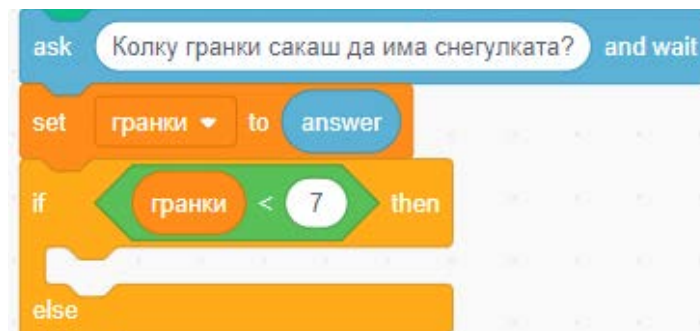 ask Колку гранки сакаш да има снегулката? and wait
set гранки to answer
if гранки < 7 then
else